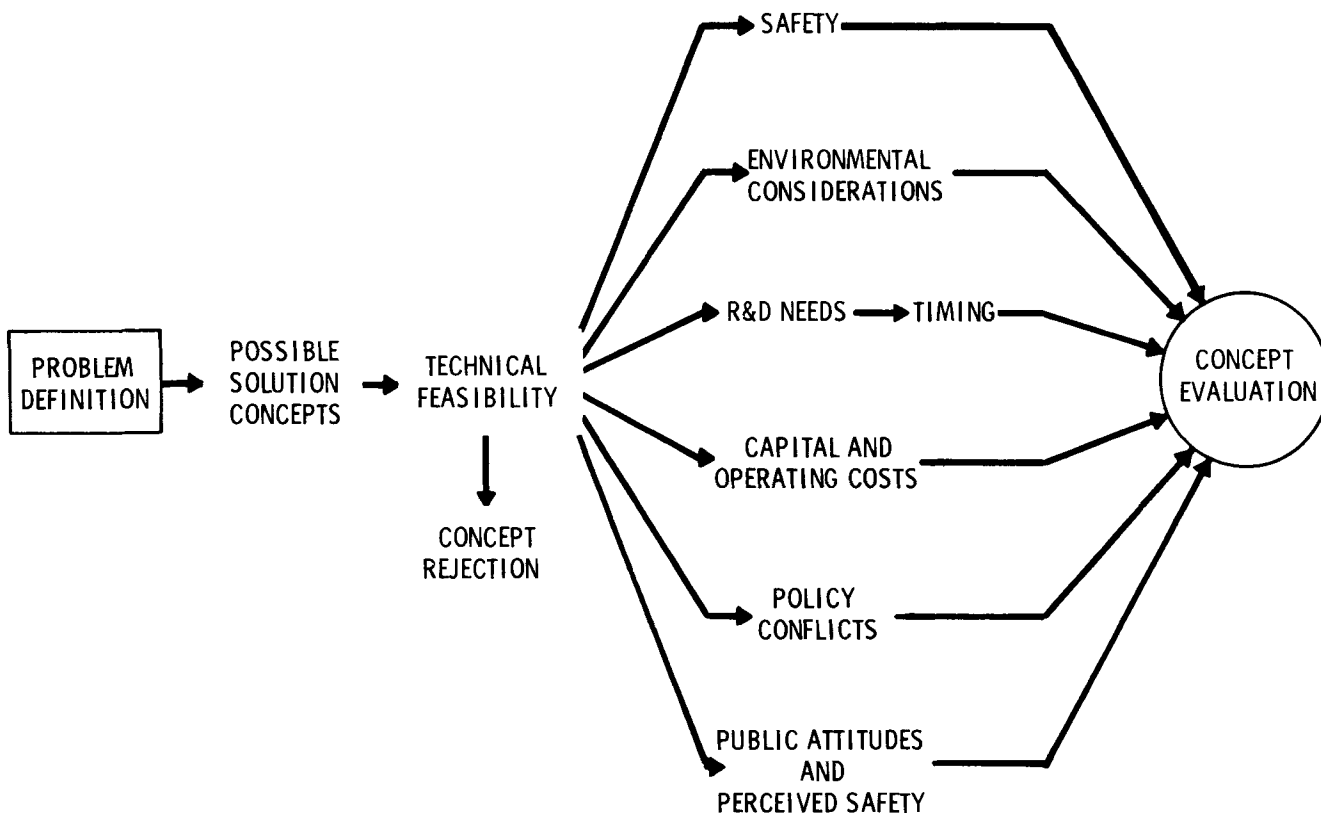 PROBLEM
DEFINITION
POSSIBLE
SOLUTION
CONCEPTS
TECHNICAL
FEASIBILITY
CONCEPT
REJECTION
SAFETY
ENVIRONMENTAL
CONSIDERATIONS
R&D NEEDS
TIMING
CAPITAL AND
OPERATING COSTS
POLICY
CONFLICTS
PUBLIC ATTITUDES
AND
PERCEIVED SAFETY
CONCEPT
EVALUATION